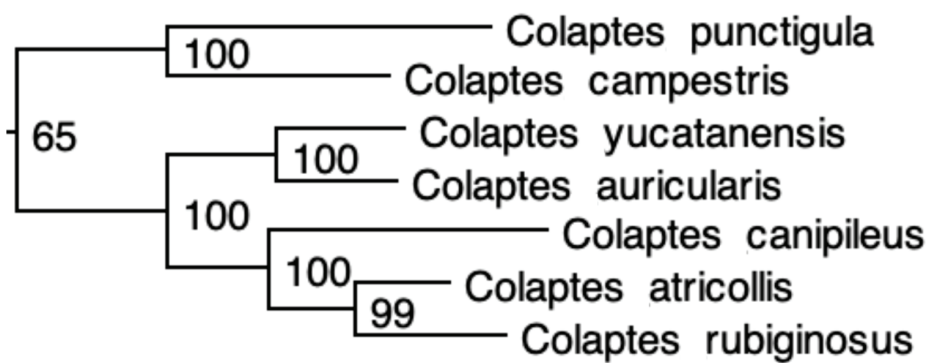 Colaptes punctigula
100
Colaptes campestris
65
Colaptes yucatanensis
100
Colaptes auricularis
100
Colaptes canipileus
100
Colaptes atricollis
99
Colaptes rubiginosus